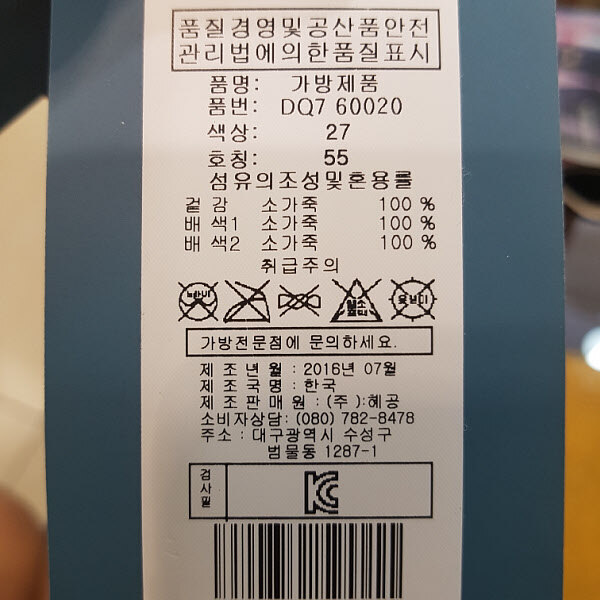 품질경영및공산품안전
관리법에의한품질표시
품명: 가방제품
품번: DQ7 60020
색상: 27
호칭: 55
섬유의조성및혼용률
겉 감 소가죽 100 %
배 색1 소가죽 100 %
배 색2 소가죽 100 %
취급주의
염소표백
가방전문점에 문의하세요.
제 조 년 월 : 2016년 07월
제 조 국 명 : 한국
제 조 판 매 원 : (주 ):혜공
소비자상담: (080) 782-8478
주소 : 대구광역시 수성구
범물동 1287-1
검사필